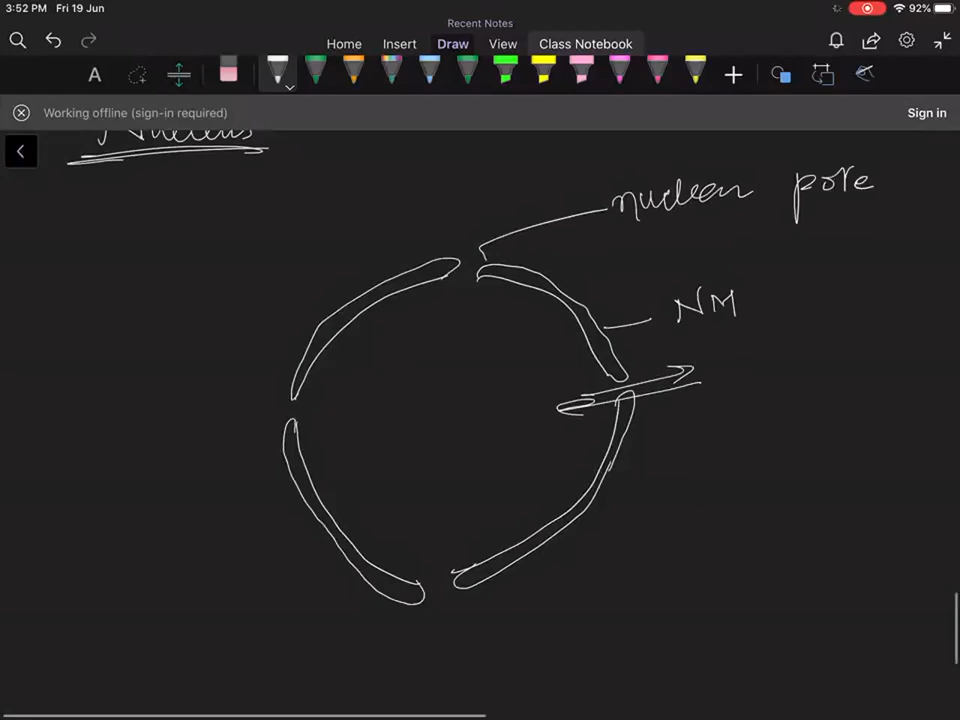 3:52 PM Fri 19 Jun
92%
Recent Notes
Home Insert Draw View Class Notebook
A
Working offline (sign-in required)
Sign in
Nucleus
nuclear pore
NM